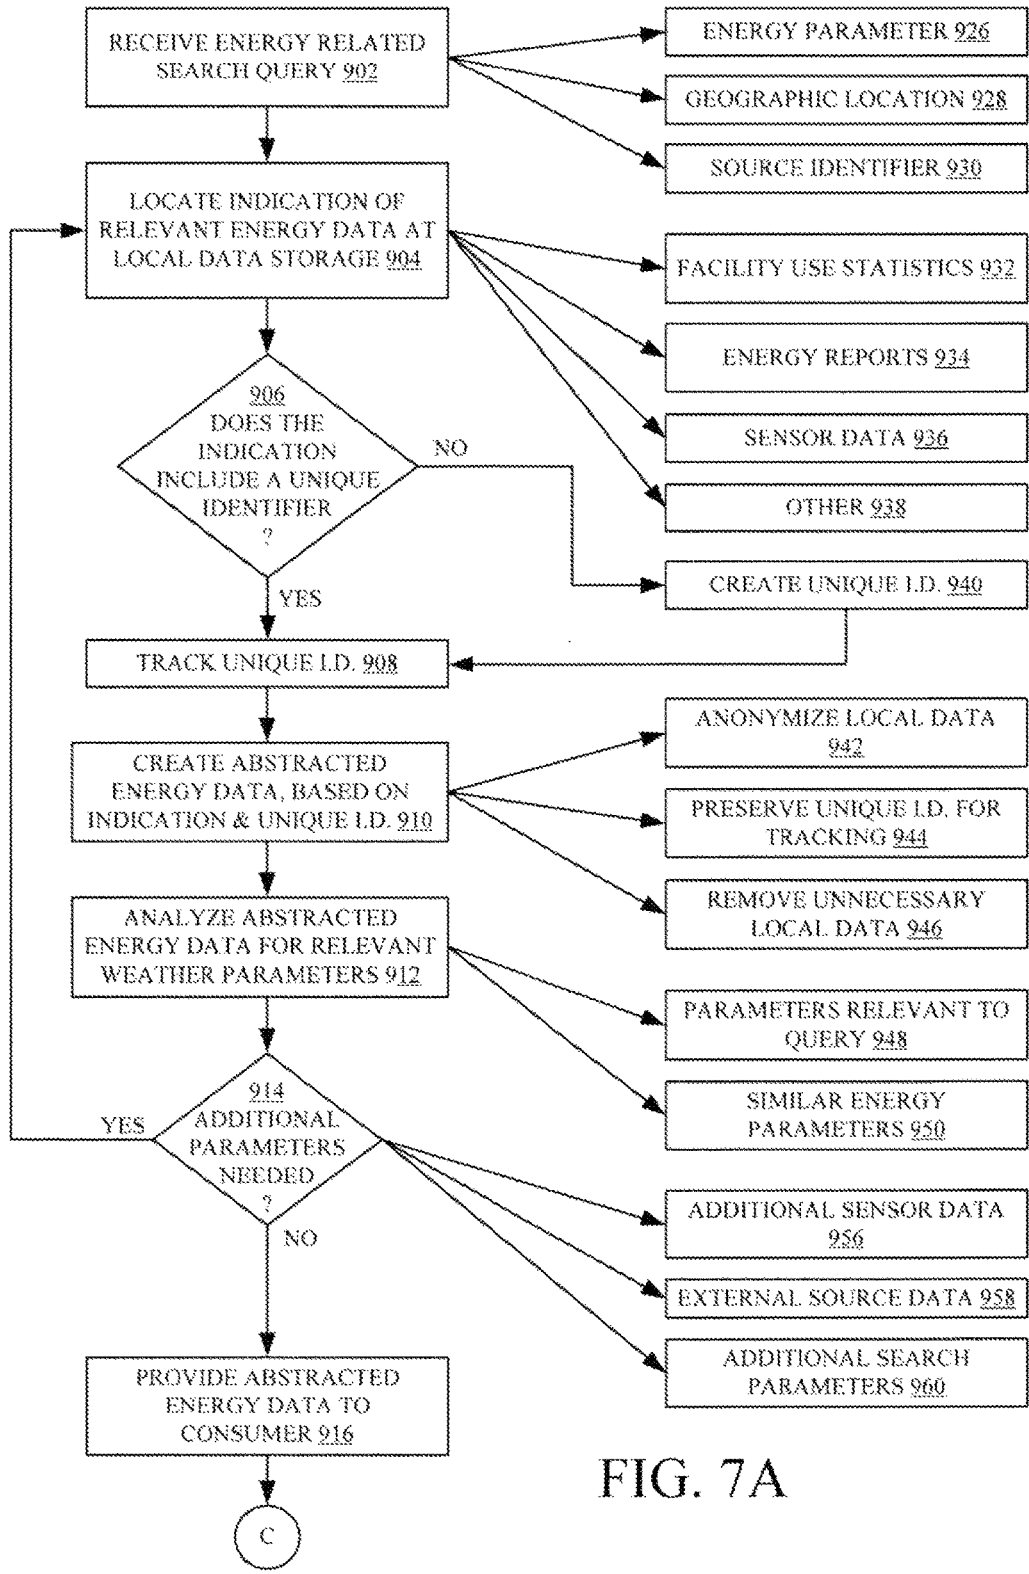 RECEIVE ENERGY RELATED
SEARCH QUERY 902
ENERGY PARAMETER 926
GEOGRAPHIC LOCATION 928
SOURCE IDENTIFIER 930
LOCATE INDICATION OF
RELEVANT ENERGY DATA AT
LOCAL DATA STORAGE 904
FACILITY USE STATISTICS 932
ENERGY REPORTS 934
SENSOR DATA 936
OTHER 938
906
DOES THE
INDICATION
INCLUDE A UNIQUE
IDENTIFIER
?
NO
YES
CREATE UNIQUE I.D. 940
TRACK UNIQUE I.D. 908
CREATE ABSTRACTED
ENERGY DATA, BASED ON
INDICATION & UNIQUE I.D. 910
ANONYMIZE LOCAL DATA
942
PRESERVE UNIQUE I.D. FOR
TRACKING 944
REMOVE UNNECESSARY
LOCAL DATA 946
ANALYZE ABSTRACTED
ENERGY DATA FOR RELEVANT
WEATHER PARAMETERS 912
PARAMETERS RELEVANT TO
QUERY 948
SIMILAR ENERGY
PARAMETERS 950
914
ADDITIONAL
PARAMETERS
NEEDED
?
YES
NO
ADDITIONAL SENSOR DATA
956
EXTERNAL SOURCE DATA 958
ADDITIONAL SEARCH
PARAMETERS 960
PROVIDE ABSTRACTED
ENERGY DATA TO
CONSUMER 916
C
FIG. 7A